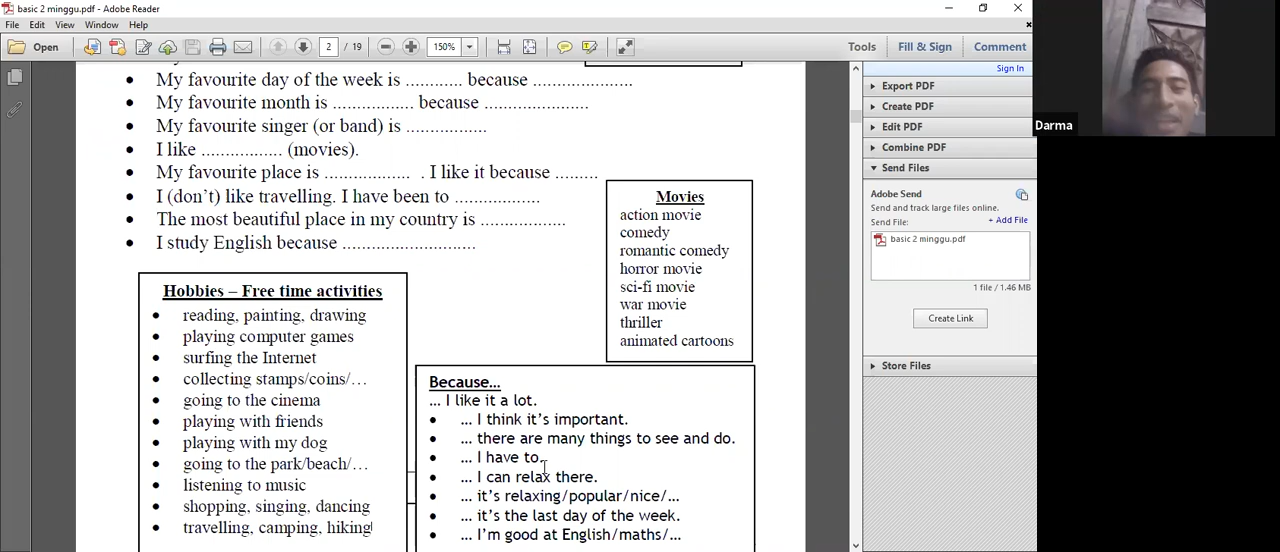 basic 2 minggu.pdf - Adobe Reader
File Edit View Window Help
Open
2 / 19
150%
Tools
Fill & Sign
Comment
Sign In
My favourite day of the week is ............ because .....................
My favourite month is ................. because ......................
My favourite singer (or band) is .................
I like ................. (movies).
My favourite place is .................. . I like it because .........
I (don't) like travelling. I have been to ..................
The most beautiful place in my country is ..................
I study English because ............................
Movies
action movie
comedy
romantic comedy
horror movie
sci-fi movie
war movie
thriller
animated cartoons
Hobbies – Free time activities
reading, painting, drawing
playing computer games
surfing the Internet
collecting stamps/coins/…
going to the cinema
playing with friends
playing with my dog
going to the park/beach/…
listening to music
shopping, singing, dancing
travelling, camping, hiking
Because…
… I like it a lot.
… I think it's important.
… there are many things to see and do.
… I have to.
… I can relax there.
… it's relaxing/popular/nice/…
… it's the last day of the week.
… I'm good at English/maths/…
Export PDF
Create PDF
Edit PDF
Combine PDF
Send Files
Adobe Send
Send and track large files online.
Send File:
+ Add File
basic 2 minggu.pdf
1 file / 1.46 MB
Create Link
Store Files
Darma